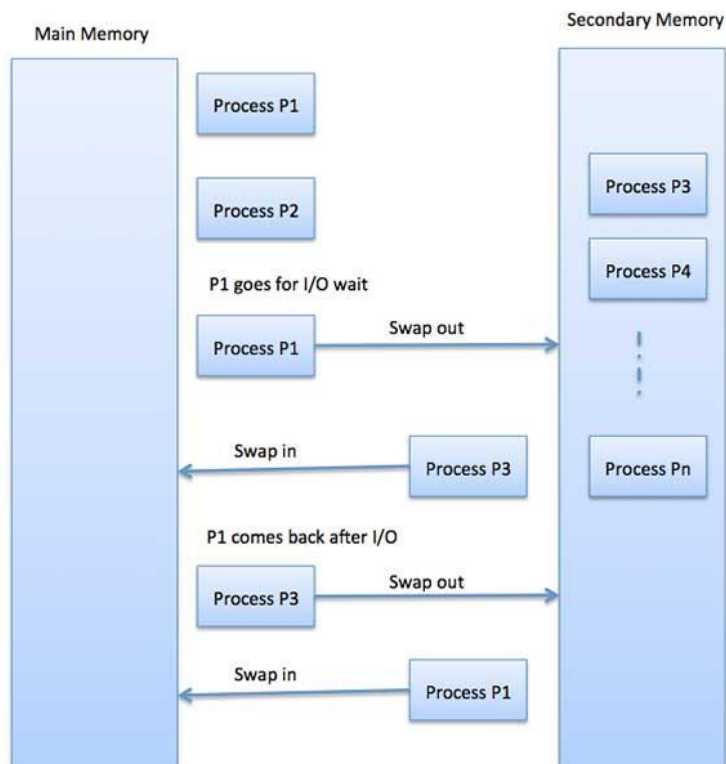 Main Memory
Secondary Memory
Process P1
Process P3
Process P2
Process P4
P1 goes for I/O wait
Process P1
Swap out
Swap in
Process P3
Process Pn
P1 comes back after I/O
Process P3
Swap out
Swap in
Process P1